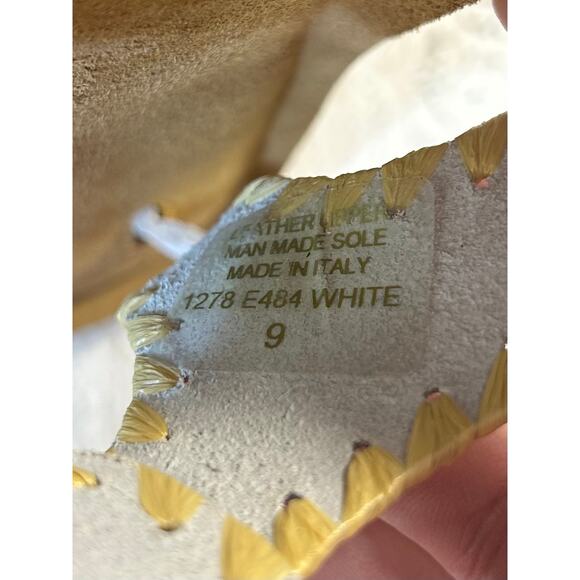 LEATHER UPPER
MAN MADE SOLE
MADE IN ITALY
1278 E484 WHITE
9